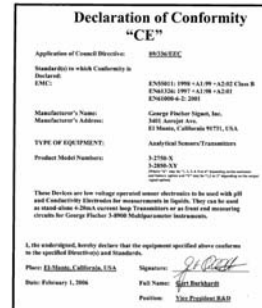 Declaration of Conformity
"CE"
Application of Council Directive: 89/336/EEC
Standard(s) to which Conformity is
Declared:
EMC: EN55011: 1998 +A1:99 +A2:02 Class B
EN61326: 1997 +A1:98 +A2:01
EN61000-6-2: 2001
Manufacturer's Name: George Fischer Signet, Inc.
Manufacturer's Address: 3401 Aerojet Ave.
El Monte, California 91731, USA
TYPE OF EQUIPMENT: Analytical Sensors/Transmitters
Product Model Numbers: 3-2750-X
3-2850-XY
These Devices are low voltage operated sensor electronics to be used with pH
and Conductivity Electrodes for measurements in liquids. They can be used
as stand alone 4-20mA current loop Transmitters or as front end measuring
circuits for George Fischer 3-8900 Multiparameter Instruments.
I, the undersigned, hereby declare that the equipment specified above conforms
to the specified Directive(s) and Standards.
Place: El Monte, California, USA Signature:
Date: February 1, 2006 Full Name: Kurt Burkhardt
Position: Vice President R&D